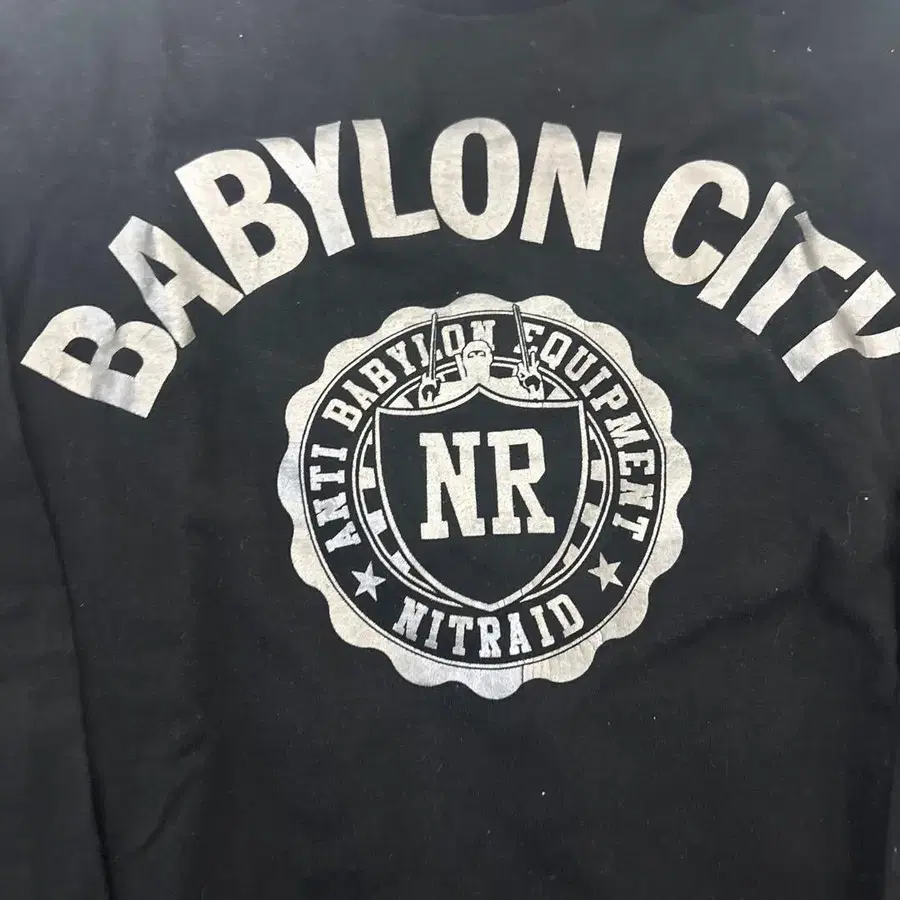 BABYLON CITY
ANTI BABYLON EQUIPMENT
NR
NITRAID